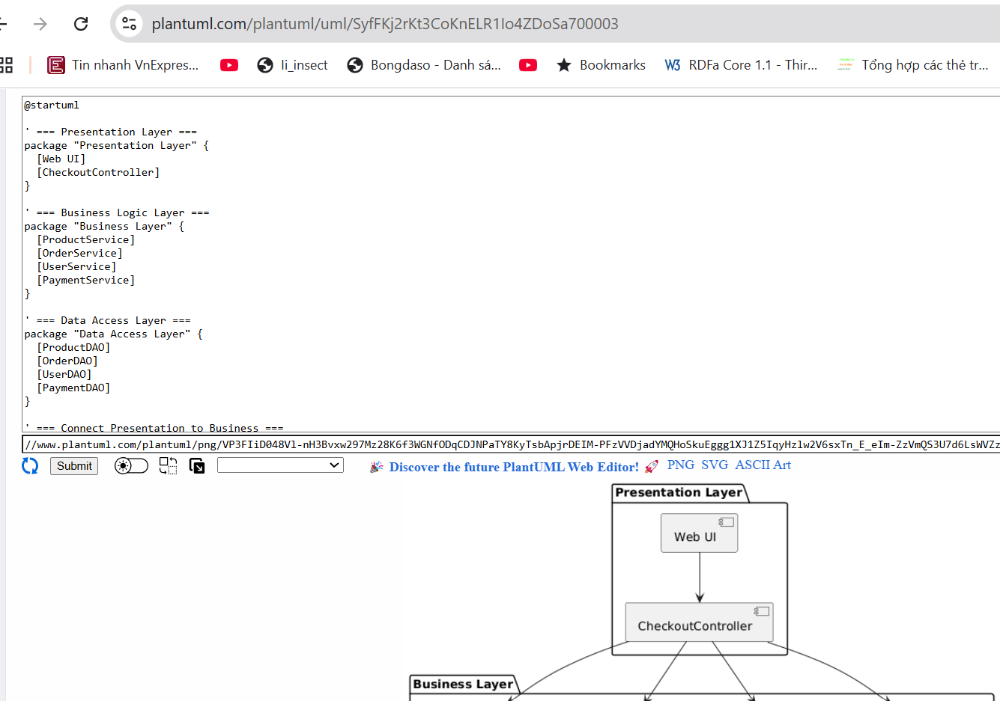 plantuml.com/plantuml/uml/SyfFKj2rKt3CoKnELR1Io4ZDoSa700003
Tin nhanh VnExpres... li_insect Bongdaso - Danh sá... Bookmarks W3 RDFa Core 1.1 - Thir... Tổng hợp các thẻ tr...
@startuml
' === Presentation Layer ===
package "Presentation Layer" {
[Web UI]
[CheckoutController]
}
' === Business Logic Layer ===
package "Business Layer" {
[ProductService]
[OrderService]
[UserService]
[PaymentService]
}
' === Data Access Layer ===
package "Data Access Layer" {
[ProductDAO]
[OrderDAO]
[UserDAO]
[PaymentDAO]
}
' === Connect Presentation to Business ===
//www.plantuml.com/plantuml/png/VP3FIiD048Vl-nH3Bvxw297Mz28K6f3WGNfODqCDJNPaTY8KyTsbApjrDEIM-PFzVVDjadYMQHoSkuEggg1XJ1Z5IqyHzlw2V6sxTn_E_eIm-ZzVmQS3U7d6LsWVZz
Submit Discover the future PlantUML Web Editor! PNG SVG ASCII Art
Presentation Layer
Web UI
CheckoutController
Business Layer